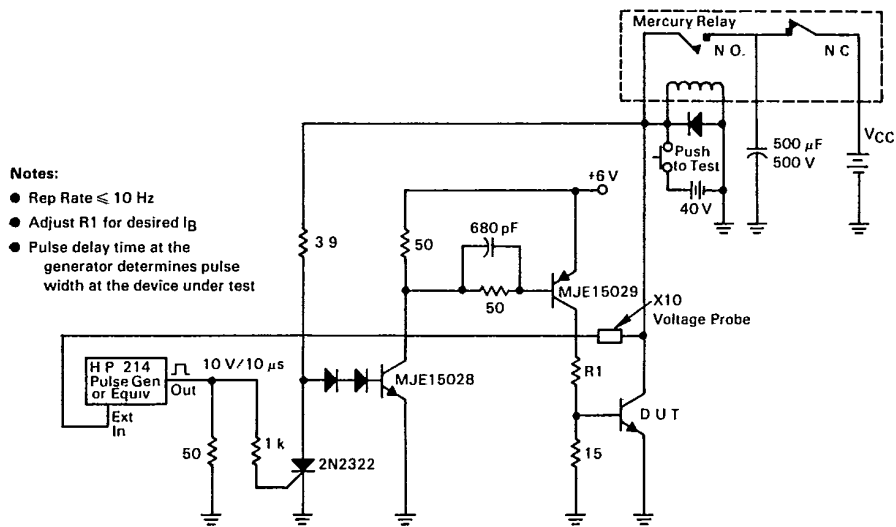 Mercury Relay
N O.
N C
VCC
Push
to Test
500 µF
500 V
40 V
+6 V
Notes:
● Rep Rate ⩽ 10 Hz
● Adjust R1 for desired IB
● Pulse delay time at the
generator determines pulse
width at the device under test
3 9
50
680 pF
50
MJE15029
X10
Voltage Probe
R1
H P 214
Pulse Gen
or Equiv
Out
Ext
In
10 V/10 µs
MJE15028
D U T
50
1 k
2N2322
15